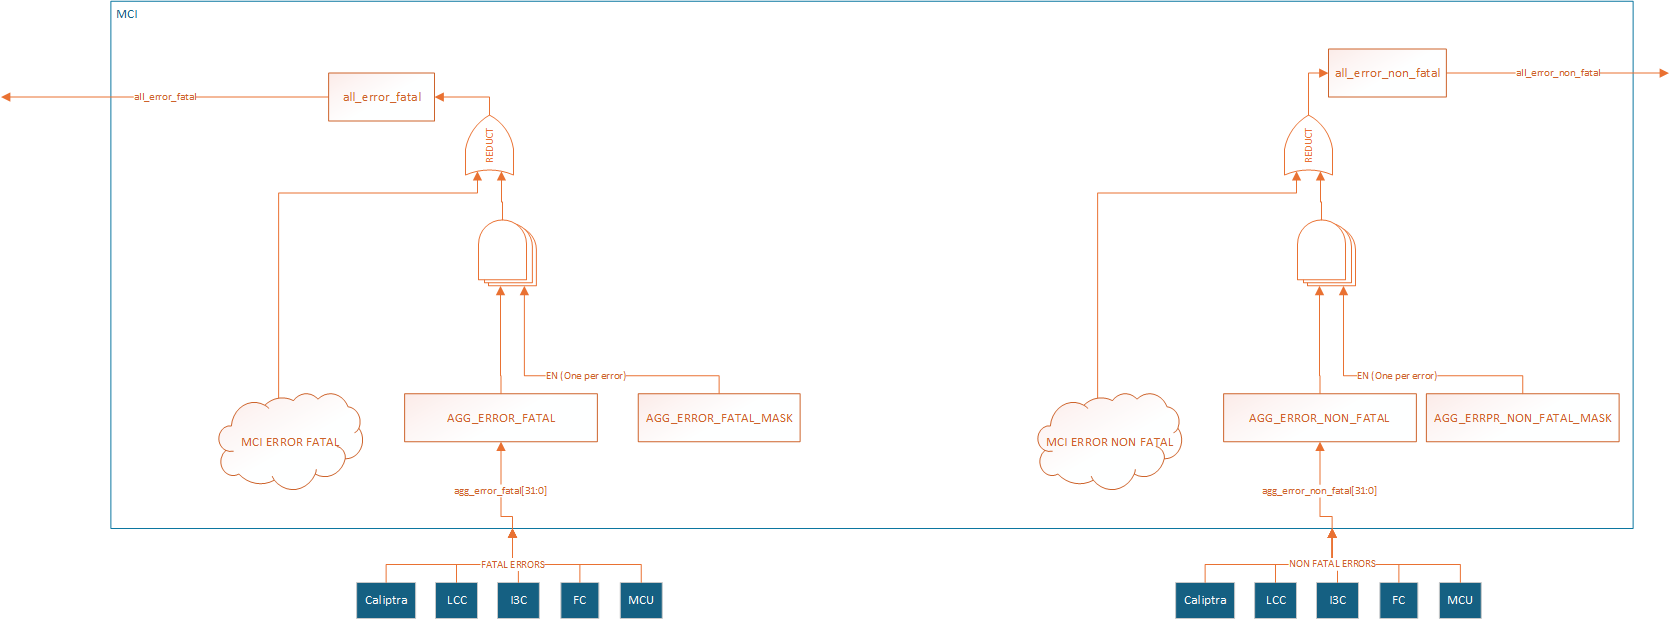 MCI
all_error_fatal
all_error_fatal
REDUCT
EN (One per error)
MCI ERROR FATAL
AGG_ERROR_FATAL
AGG_ERROR_FATAL_MASK
agg_error_fatal[31:0]
FATAL ERRORS
Caliptra
LCC
I3C
FC
MCU
all_error_non_fatal
all_error_non_fatal
REDUCT
EN (One per error)
MCI ERROR NON FATAL
AGG_ERROR_NON_FATAL
AGG_ERRPR_NON_FATAL_MASK
agg_error_non_fatal[31:0]
NON FATAL ERRORS
Caliptra
LCC
I3C
FC
MCU